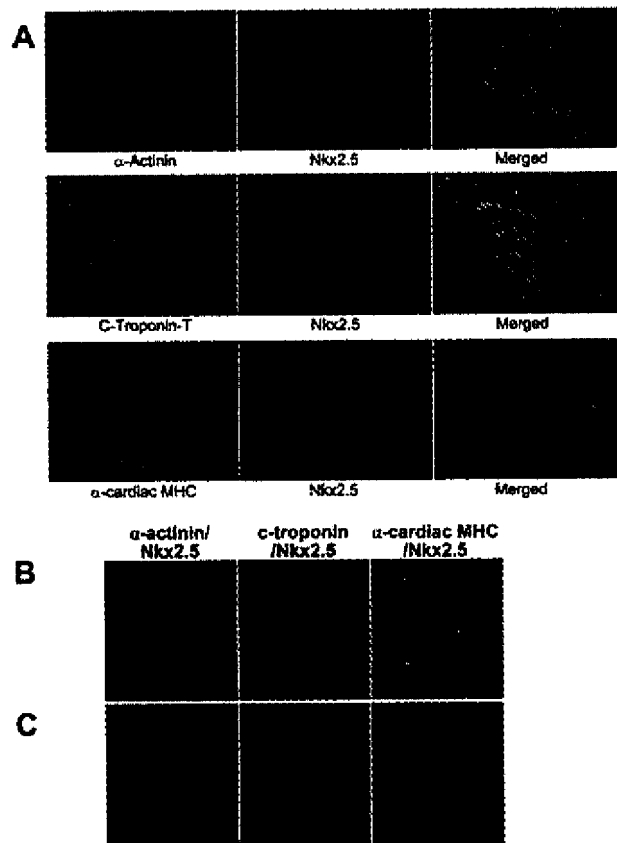 A
α-Actinin Nkx2.5 Merged
C-Troponin-T Nkx2.5 Merged
α-cardiac MHC Nkx2.5 Merged
α-actinin/ c-troponin α-cardiac MHC
Nkx2.5 /Nkx2.5 /Nkx2.5
B
C